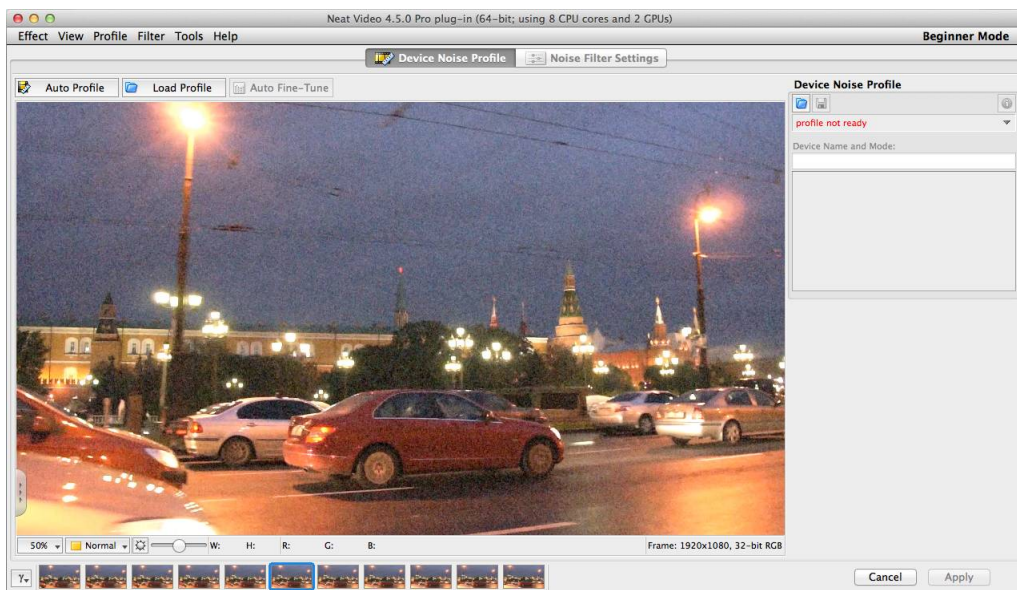 Neat Video 4.5.0 Pro plug-in (64-bit; using 8 CPU cores and 2 GPUs)
Effect View Profile Filter Tools Help Beginner Mode
Device Noise Profile Noise Filter Settings
Auto Profile Load Profile Auto Fine-Tune
Device Noise Profile
profile not ready
Device Name and Mode:
50% Normal W: H: R: G: B: Frame: 1920x1080, 32-bit RGB
Y
Cancel Apply